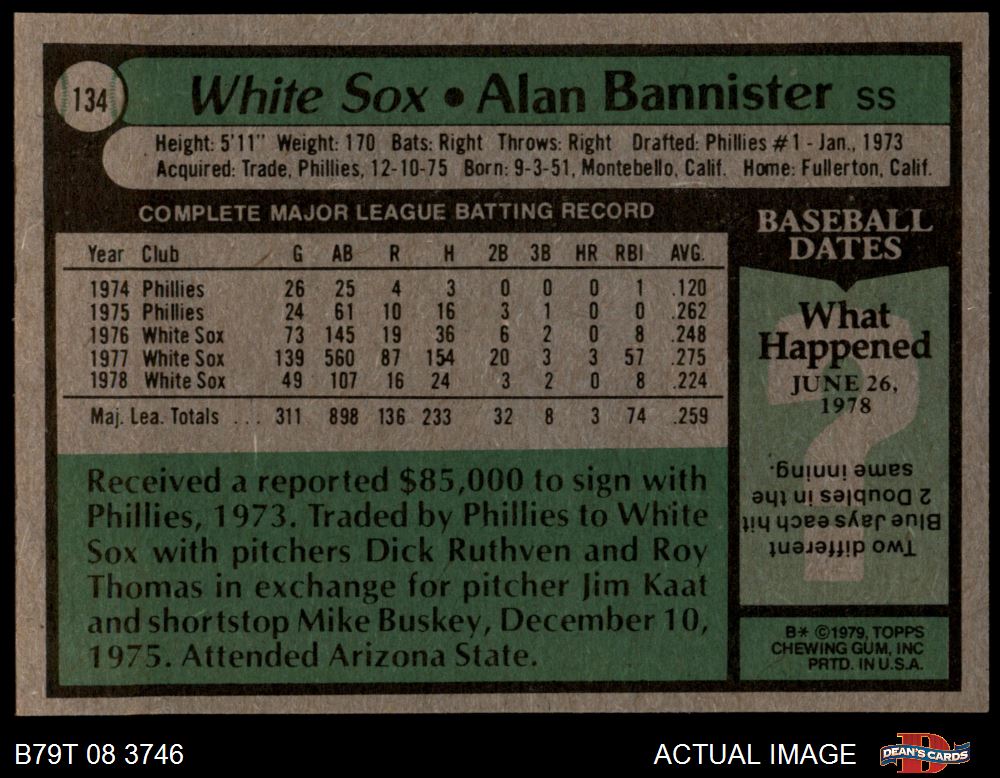 134
White Sox • Alan Bannister SS
Height: 5'11" Weight: 170 Bats: Right Throws: Right Drafted: Phillies #1 - Jan., 1973
Acquired: Trade, Phillies, 12-10-75 Born: 9-3-51, Montebello, Calif. Home: Fullerton, Calif.
COMPLETE MAJOR LEAGUE BATTING RECORD
Year Club G AB R H 2B 3B HR RBI AVG.
1974 Phillies 26 25 4 3 0 0 0 1 .120
1975 Phillies 24 61 10 16 3 1 0 0 .262
1976 White Sox 73 145 19 36 6 2 0 8 .248
1977 White Sox 139 560 87 154 20 3 3 57 .275
1978 White Sox 49 107 16 24 3 2 0 8 .224
Maj. Lea. Totals ... 311 898 136 233 32 8 3 74 .259
Received a reported $85,000 to sign with
Phillies, 1973. Traded by Phillies to White
Sox with pitchers Dick Ruthven and Roy
Thomas in exchange for pitcher Jim Kaat
and shortstop Mike Buskey, December 10,
1975. Attended Arizona State.
BASEBALL
DATES
What
Happened
JUNE 26,
1978
?
Two different
Blue Jays each hit
2 Doubles in the
same inning.
B* ©1979, TOPPS
CHEWING GUM, INC
PRTD. IN U.S.A.
B79T 08 3746
ACTUAL IMAGE
DEAN'S CARDS